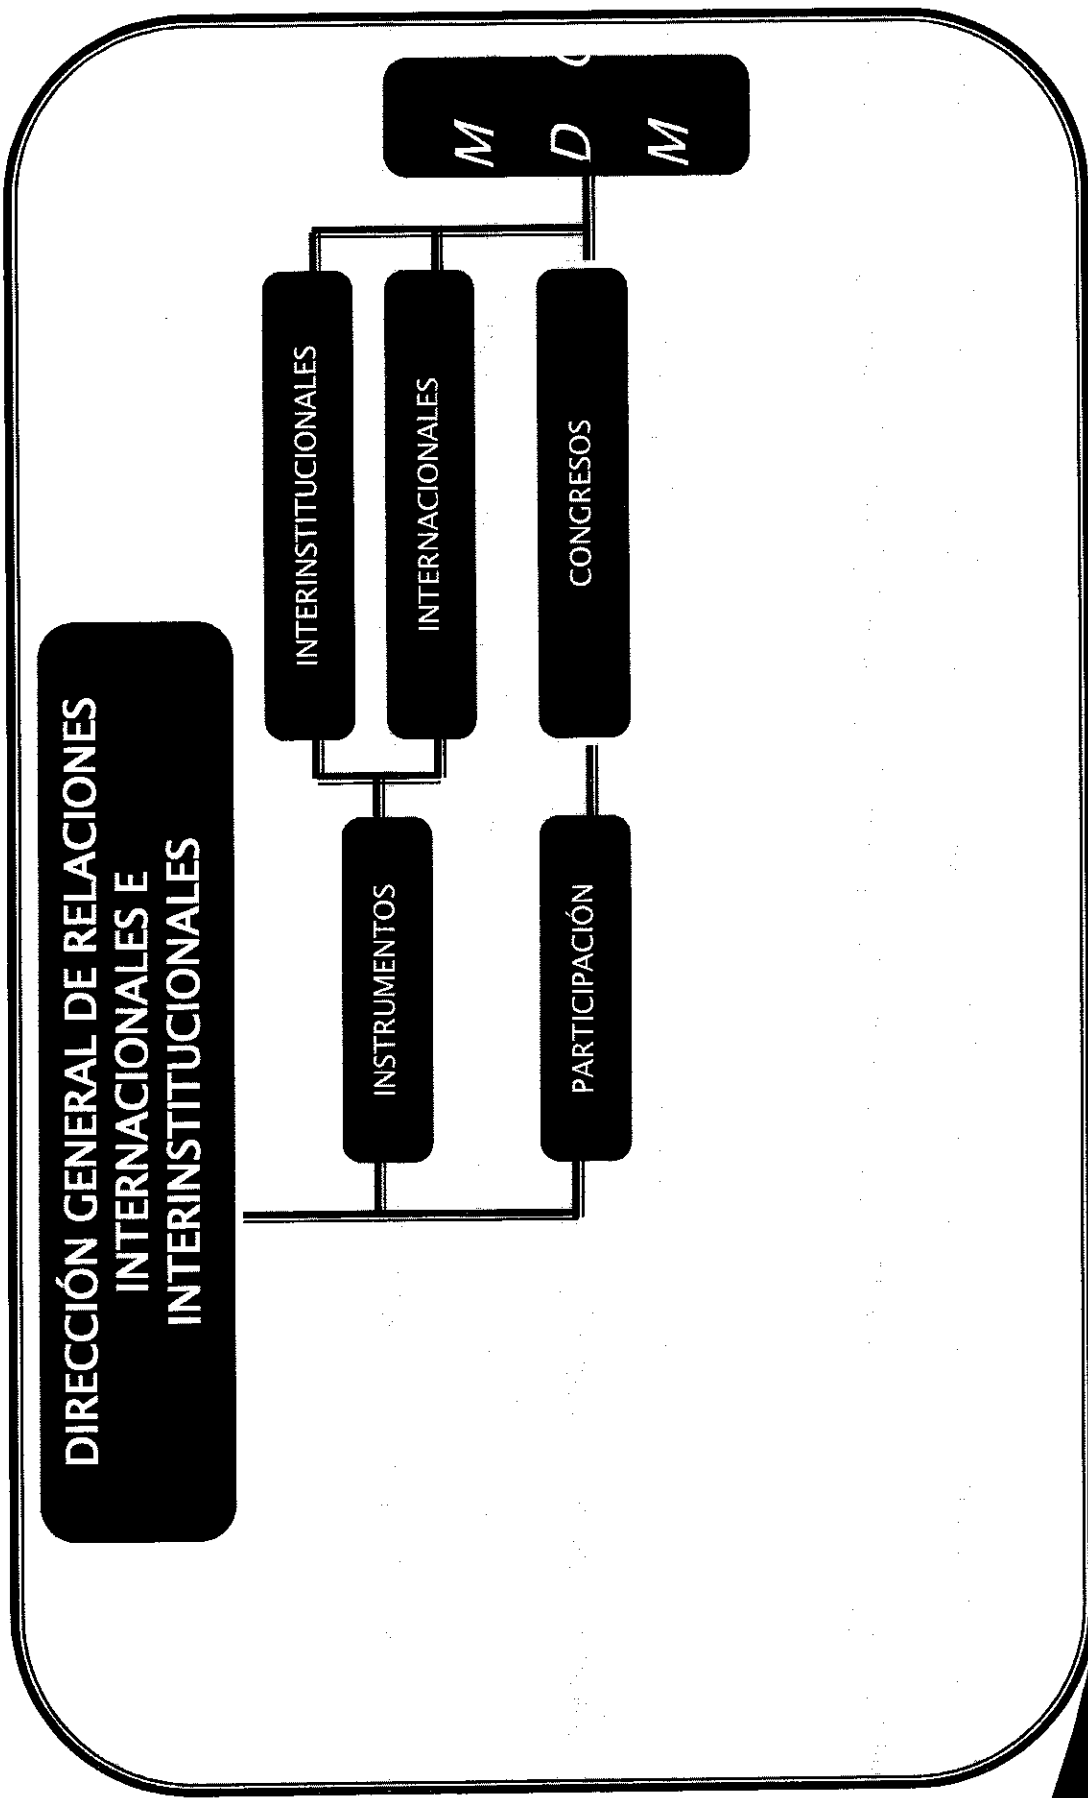 DIRECCIÓN GENERAL DE RELACIONES
INTERNACIONALES E
INTERINSTITUCIONALES
INSTRUMENTOS
INTERINSTITUCIONALES
INTERNACIONALES
PARTICIPACIÓN
CONGRESOS
M
D
M